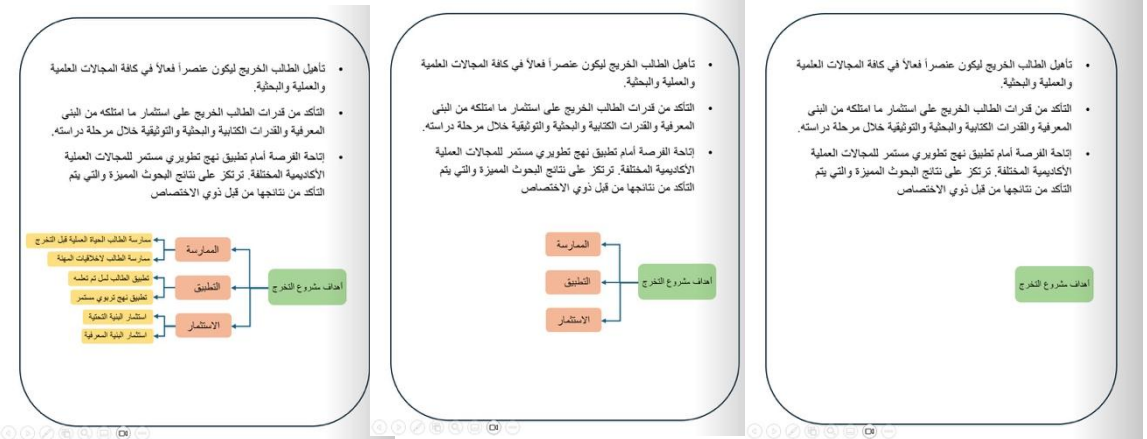 تأهيل الطالب الخريج ليكون عنصراً فعالاً في كافة المجالات العلمية
والعملية والبحثية.
التأكد من قدرات الطالب الخريج على استثمار ما امتلكه من البنى
المعرفية والقدرات الكتابية والبحثية والتوثيقية خلال مرحلة دراسته.
إتاحة الفرصة أمام تطبيق نهج تطويري مستمر للمجالات العملية
الأكاديمية المختلفة. ترتكز على نتائج البحوث المميزة والتي يتم
التأكد من نتائجها من قبل ذوي الاختصاص
أهداف مشروع التخرج
تأهيل الطالب الخريج ليكون عنصراً فعالاً في كافة المجالات العلمية
والعملية والبحثية.
التأكد من قدرات الطالب الخريج على استثمار ما امتلكه من البنى
المعرفية والقدرات الكتابية والبحثية والتوثيقية خلال مرحلة دراسته.
إتاحة الفرصة أمام تطبيق نهج تطويري مستمر للمجالات العملية
الأكاديمية المختلفة. ترتكز على نتائج البحوث المميزة والتي يتم
التأكد من نتائجها من قبل ذوي الاختصاص
أهداف مشروع التخرج
الممارسة
التطبيق
الاستثمار
تأهيل الطالب الخريج ليكون عنصراً فعالاً في كافة المجالات العلمية
والعملية والبحثية.
التأكد من قدرات الطالب الخريج على استثمار ما امتلكه من البنى
المعرفية والقدرات الكتابية والبحثية والتوثيقية خلال مرحلة دراسته.
إتاحة الفرصة أمام تطبيق نهج تطويري مستمر للمجالات العملية
الأكاديمية المختلفة. ترتكز على نتائج البحوث المميزة والتي يتم
التأكد من نتائجها من قبل ذوي الاختصاص
أهداف مشروع التخرج
الممارسة
ممارسة الطالب الحياة العملية قبل التخرج
ممارسة الطالب لاخلاقيات المهنة
التطبيق
تطبيق الطالب لمل تم تعلمه
تطبيق نهج تربوي مستمر
الاستثمار
استثمار البنية التحتية
استثمار البنية المعرفية